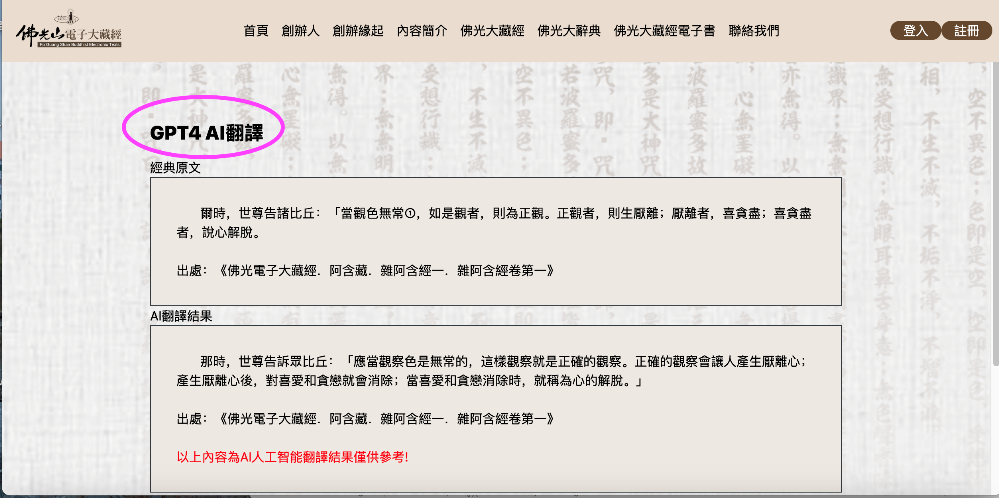 佛光山
F.G.S.
佛光山電子大藏經
Fo Guang Shan Buddhist Electronic Texts
首頁 創辦人 創辦緣起 內容簡介 佛光大藏經 佛光大辭典 佛光大藏經電子書 聯絡我們
登入 註冊
GPT4 AI翻譯
經典原文
爾時，世尊告諸比丘：「當觀色無常①，如是觀者，則為正觀。正觀者，則生厭離；厭離者，喜貪盡；喜貪盡
者，說心解脫。
出處：《佛光電子大藏經．阿含藏．雜阿含經一．雜阿含經卷第一》
AI翻譯結果
那時，世尊告訴眾比丘：「應當觀察色是無常的，這樣觀察就是正確的觀察。正確的觀察會讓人產生厭離心；
產生厭離心後，對喜愛和貪戀就會消除；當喜愛和貪戀消除時，就稱為心的解脫。」
出處：《佛光電子大藏經．阿含藏．雜阿含經一．雜阿含經卷第一》
以上內容為AI人工智能翻譯結果僅供參考!